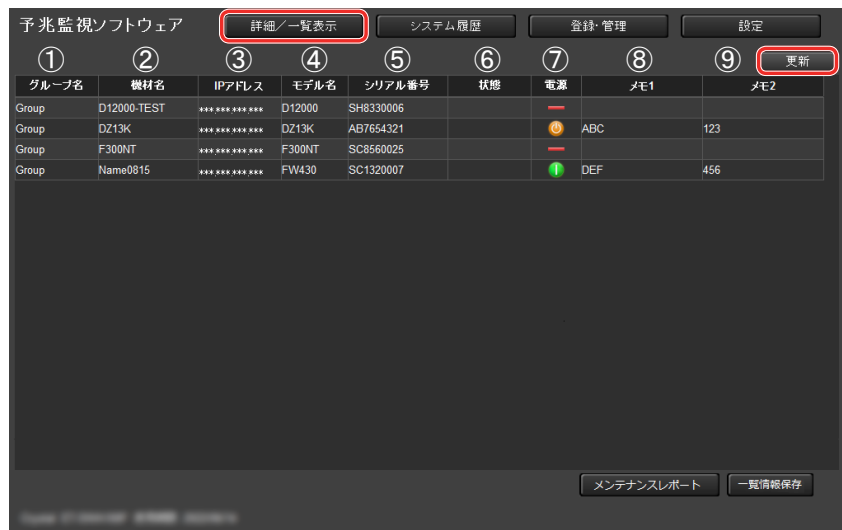 予兆監視ソフトウェア 詳細／一覧表示 システム履歴 登録・管理 設定
① ② ③ ④ ⑤ ⑥ ⑦ ⑧ ⑨ 更新
グループ名 機材名 IPアドレス モデル名 シリアル番号 状態 電源 メモ1 メモ2
Group D12000-TEST ***.***.***.*** D12000 SH8330006
Group DZ13K ***.***.***.*** DZ13K AB7654321 ABC 123
Group F300NT ***.***.***.*** F300NT SC8560025
Group Name0815 ***.***.***.*** FW430 SC1320007 DEF 456
メンテナンスレポート 一覧情報保存